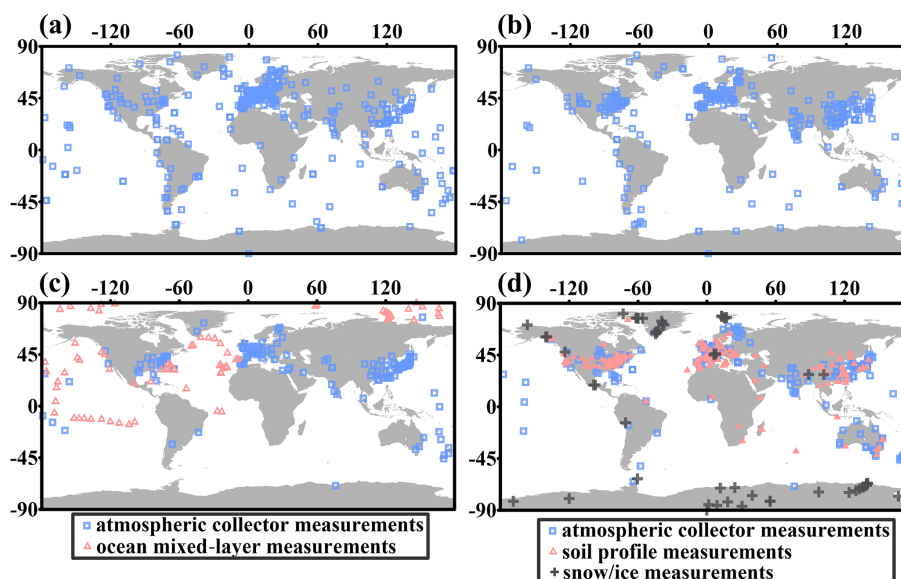 (a)
-120 -60 0 60 120
90
45
0
-45
-90
(b)
-120 -60 0 60 120
90
45
0
-45
-90
(c)
-120 -60 0 60 120
90
45
0
-45
-90
atmospheric collector measurements
ocean mixed-layer measurements
(d)
-120 -60 0 60 120
90
45
0
-45
-90
atmospheric collector measurements
soil profile measurements
snow/ice measurements